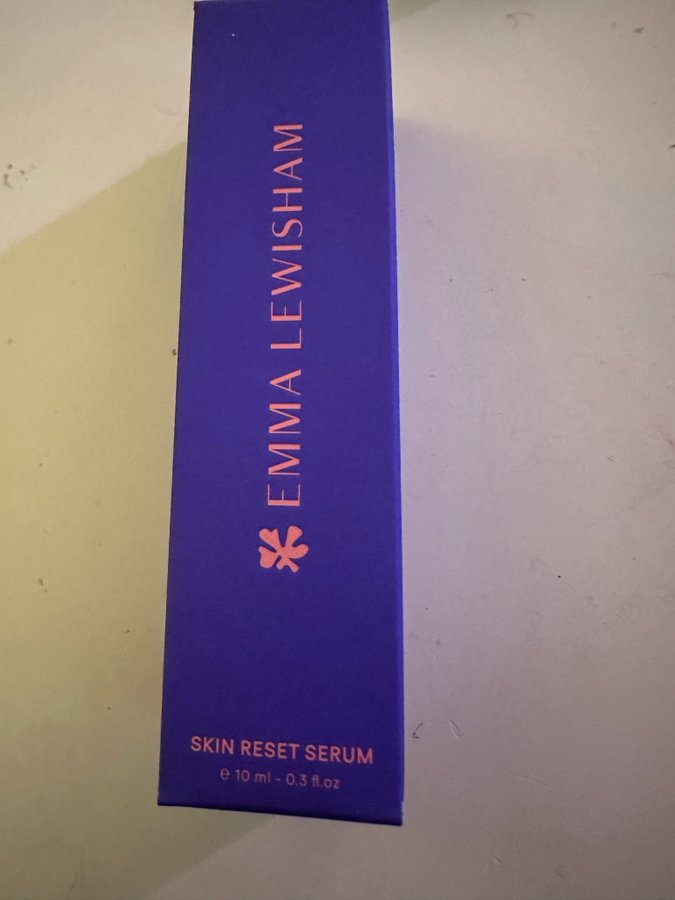 EMMA LEWISHAM
SKIN RESET SERUM
℮ 10 ml - 0.3 fl.oz